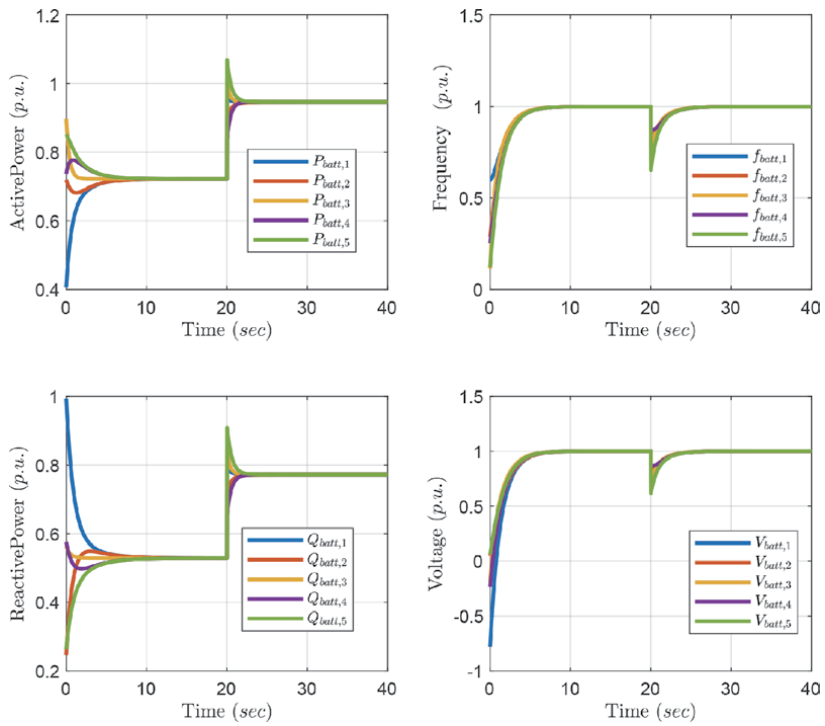 1.2
1
0.8
0.6
0.4
ActivePower (p.u.)
P_batt,1
P_batt,2
P_batt,3
P_batt,4
P_batt,5
0 10 20 30 40
Time (sec)
1.5
1
0.5
0
Frequency (p.u.)
f_batt,1
f_batt,2
f_batt,3
f_batt,4
f_batt,5
0 10 20 30 40
Time (sec)
1
0.8
0.6
0.4
0.2
ReactivePower (p.u.)
Q_batt,1
Q_batt,2
Q_batt,3
Q_batt,4
Q_batt,5
0 10 20 30 40
Time (sec)
1.5
1
0.5
0
-0.5
-1
Voltage (p.u.)
V_batt,1
V_batt,2
V_batt,3
V_batt,4
V_batt,5
0 10 20 30 40
Time (sec)